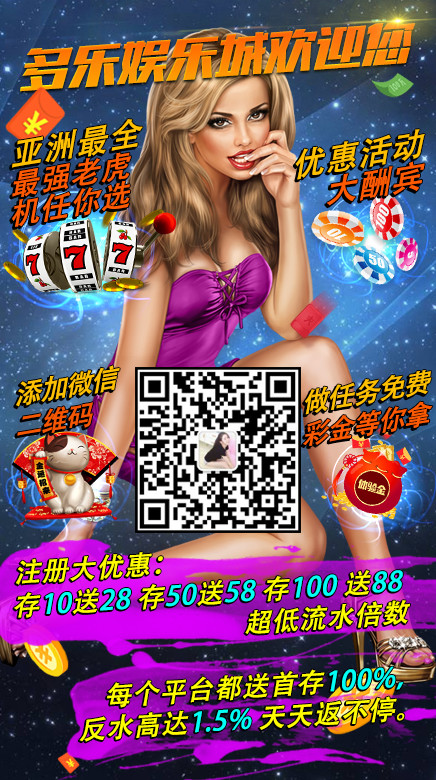 多乐娱乐城欢迎您
亚洲最全
最强老虎
机任你选
优惠活动
大酬宾
添加微信
二维码
做任务免费
彩金等你拿
体验金
注册大优惠：
存10送28 存50送58 存100 送88
超低流水倍数
每个平台都送首存100%,
反水高达1.5% 天天返不停。